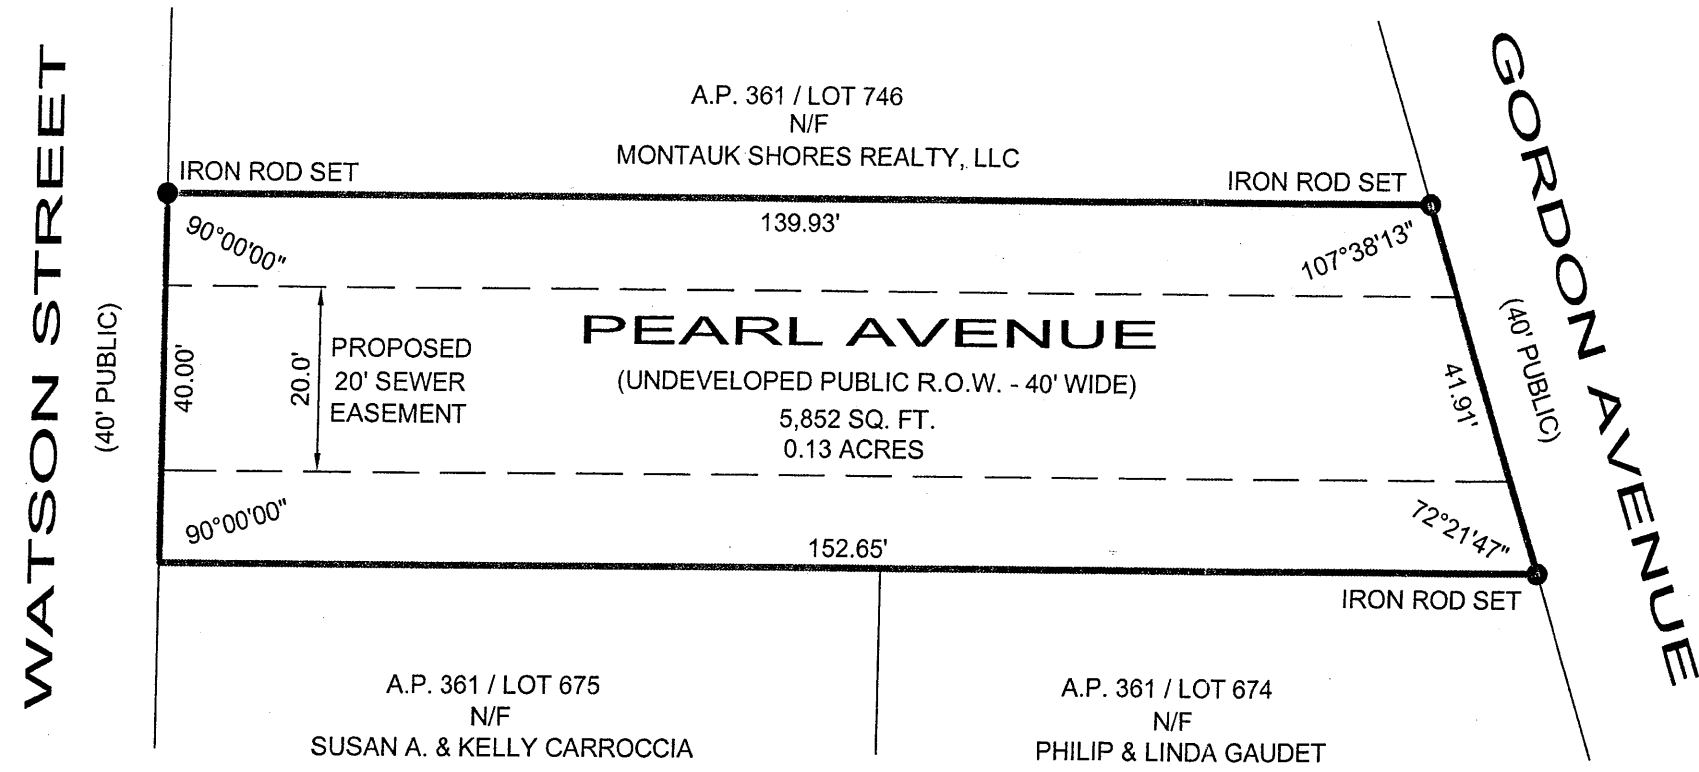 WATSON STREET
(40' PUBLIC)
A.P. 361 / LOT 746
N/F
MONTAUK SHORES REALTY, LLC
IRON ROD SET
IRON ROD SET
139.93'
90°00'00"
107°38'13"
GORDON AVENUE
(40' PUBLIC)
40.00'
20.0'
PROPOSED
20' SEWER
EASEMENT
PEARL AVENUE
(UNDEVELOPED PUBLIC R.O.W. - 40' WIDE)
5,852 SQ. FT.
0.13 ACRES
41.91'
90°00'00"
72°21'47"
152.65'
IRON ROD SET
A.P. 361 / LOT 675
N/F
SUSAN A. & KELLY CARROCCIA
A.P. 361 / LOT 674
N/F
PHILIP & LINDA GAUDET